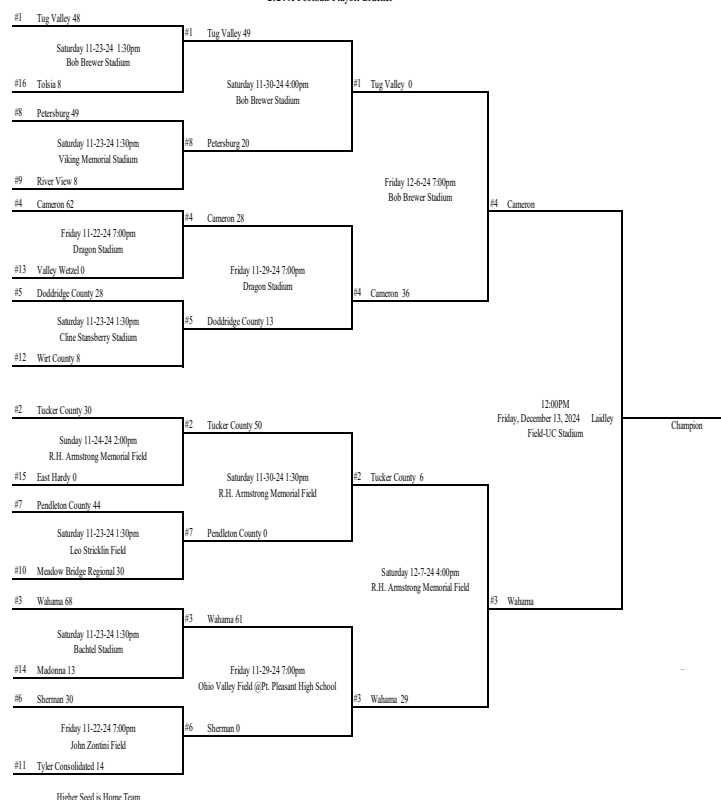 #1 Tug Valley 48
Saturday 11-23-24 1:30pm
Bob Brewer Stadium
#16 Tolsia 8
#8 Petersburg 49
Saturday 11-23-24 1:30pm
Viking Memorial Stadium
#9 River View 8
#4 Cameron 62
Friday 11-22-24 7:00pm
Dragon Stadium
#13 Valley Wetzel 0
#5 Doddridge County 28
Saturday 11-23-24 1:30pm
Cline Stansberry Stadium
#12 Wirt County 8
#2 Tucker County 30
Sunday 11-24-24 2:00pm
R.H. Armstrong Memorial Field
#15 East Hardy 0
#7 Pendleton County 44
Saturday 11-23-24 1:30pm
Leo Stricklin Field
#10 Meadow Bridge Regional 30
#3 Wahama 68
Saturday 11-23-24 1:30pm
Bachtel Stadium
#14 Madonna 13
#6 Sherman 30
Friday 11-22-24 7:00pm
John Zontini Field
#11 Tyler Consolidated 14
Higher Seed is Home Team
#1 Tug Valley 49
Saturday 11-30-24 4:00pm
Bob Brewer Stadium
#8 Petersburg 20
#4 Cameron 28
Friday 11-29-24 7:00pm
Dragon Stadium
#5 Doddridge County 13
#2 Tucker County 50
Saturday 11-30-24 1:30pm
R.H. Armstrong Memorial Field
#7 Pendleton County 0
#3 Wahama 61
Friday 11-29-24 7:00pm
Ohio Valley Field @Pt. Pleasant High School
#6 Sherman 0
#1 Tug Valley 0
Friday 12-6-24 7:00pm
Bob Brewer Stadium
#4 Cameron 36
#2 Tucker County 6
Saturday 12-7-24 4:00pm
R.H. Armstrong Memorial Field
#3 Wahama 29
#4 Cameron
12:00PM
Friday, December 13, 2024 Laidley
Field-UC Stadium
#3 Wahama
Champion